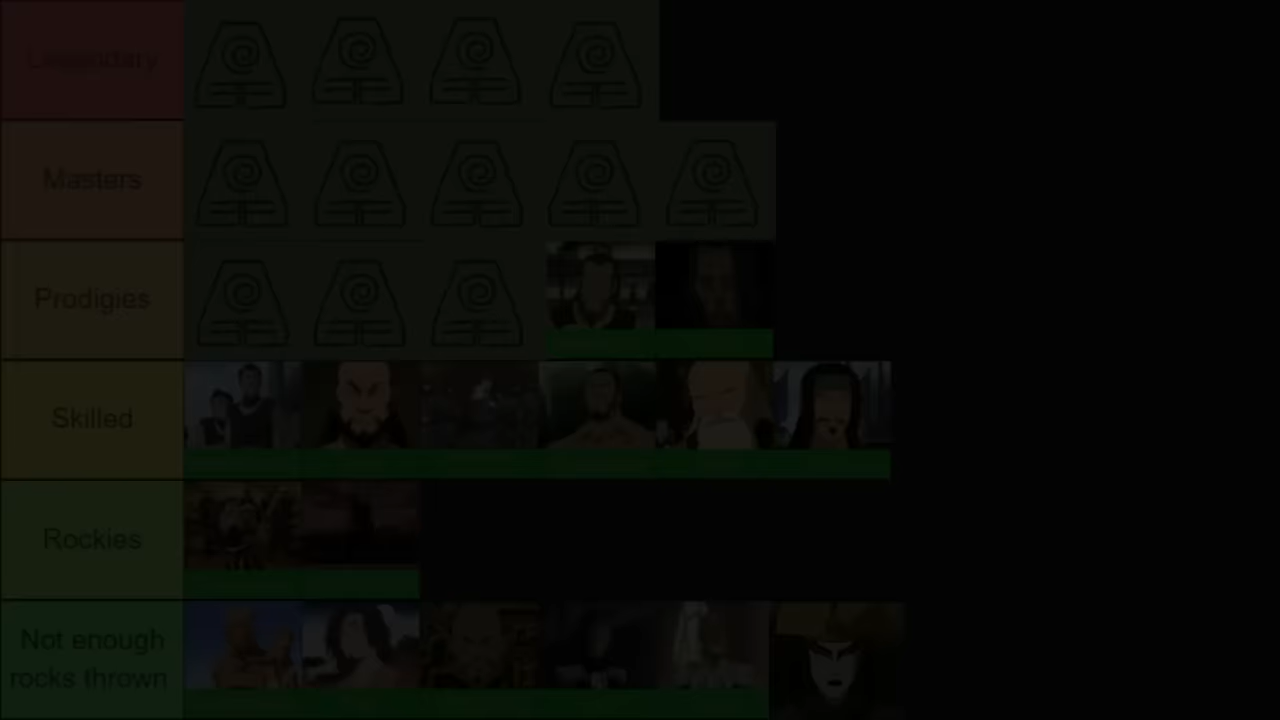 Legendary
Masters
Prodigies
Skilled
Rockies
Not enough
rocks thrown